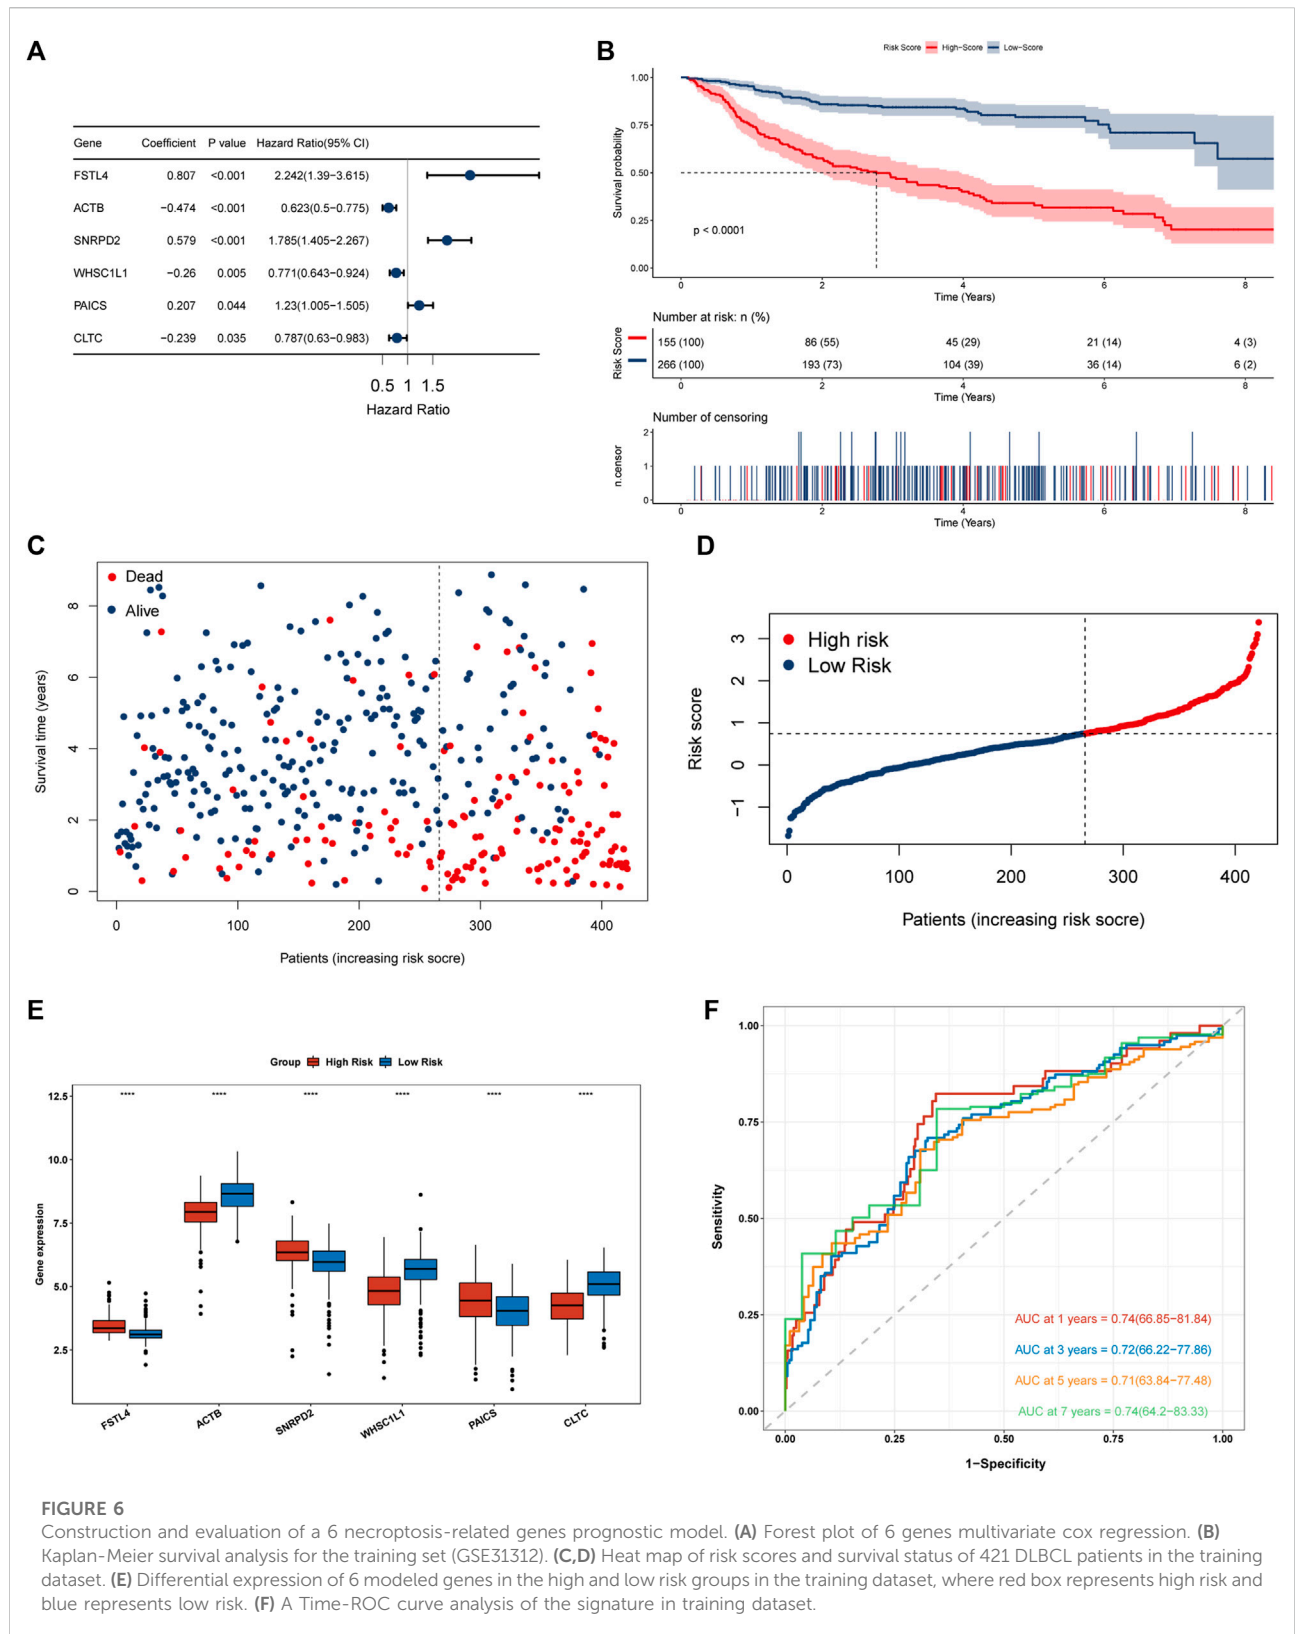 A
Gene Coefficient P value Hazard Ratio(95% CI)
FSTL4 0.807 <0.001 2.242(1.39−3.615)
ACTB −0.474 <0.001 0.623(0.5−0.775)
SNRPD2 0.579 <0.001 1.785(1.405−2.267)
WHSC1L1 −0.26 0.005 0.771(0.643−0.924)
PAICS 0.207 0.044 1.23(1.005−1.505)
CLTC −0.239 0.035 0.787(0.63−0.983)
0.5 1 1.5
Hazard Ratio
B
Risk Score High−Score Low−Score
Survival probability
1.00
0.75
0.50
0.25
0.00
p < 0.0001
0 2 4 6 8
Time (Years)
Number at risk: n (%)
Risk Score
155 (100) 86 (55) 45 (29) 21 (14) 4 (3)
266 (100) 193 (73) 104 (39) 36 (14) 6 (2)
0 2 4 6 8
Time (Years)
Number of censoring
n.censor
2
1
0
0 2 4 6 8
Time (Years)
C
Dead
Alive
Survival time (years)
8
6
4
2
0
0 100 200 300 400
Patients (increasing risk socre)
D
High risk
Low Risk
Risk score
3
2
1
0
−1
0 100 200 300 400
Patients (increasing risk socre)
E
Group High Risk Low Risk
Gene expression
12.5
10.0
7.5
5.0
2.5
**** **** **** **** **** ****
FSTL4 ACTB SNRPD2 WHSC1L1 PAICS CLTC
F
Sensitivity
1.00
0.75
0.50
0.25
0.00
AUC at 1 years = 0.74(66.85−81.84)
AUC at 3 years = 0.72(66.22−77.86)
AUC at 5 years = 0.71(63.84−77.48)
AUC at 7 years = 0.74(64.2−83.33)
0.00 0.25 0.50 0.75 1.00
1−Specificity
FIGURE 6
Construction and evaluation of a 6 necroptosis-related genes prognostic model. (A) Forest plot of 6 genes multivariate cox regression. (B)
Kaplan-Meier survival analysis for the training set (GSE31312). (C,D) Heat map of risk scores and survival status of 421 DLBCL patients in the training
dataset. (E) Differential expression of 6 modeled genes in the high and low risk groups in the training dataset, where red box represents high risk and
blue represents low risk. (F) A Time-ROC curve analysis of the signature in training dataset.